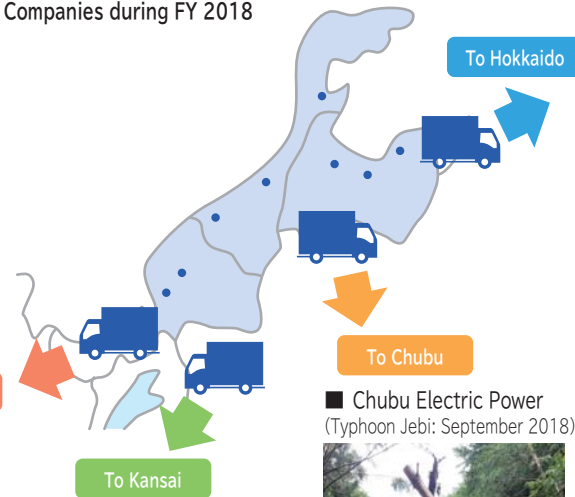 Companies during FY 2018
To Hokkaido
To Chubu
■ Chubu Electric Power
(Typhoon Jebi: September 2018)
To Kansai